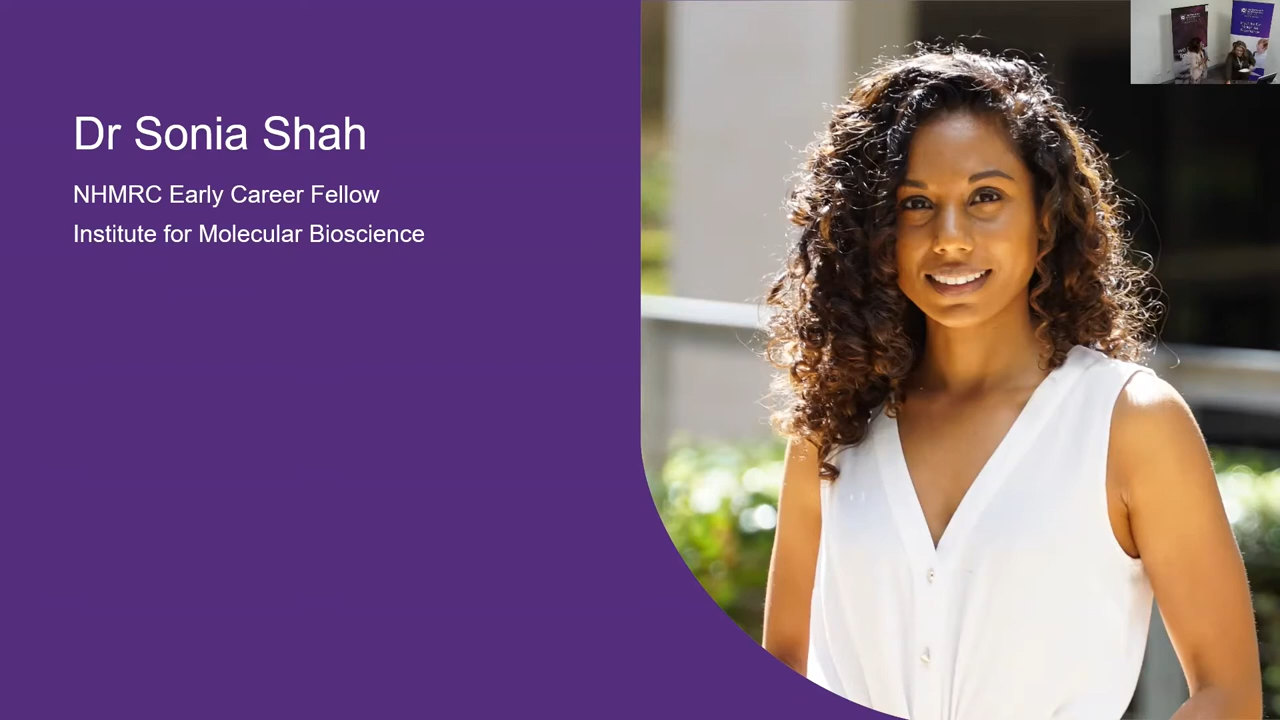 Dr Sonia Shah
NHMRC Early Career Fellow
Institute for Molecular Bioscience